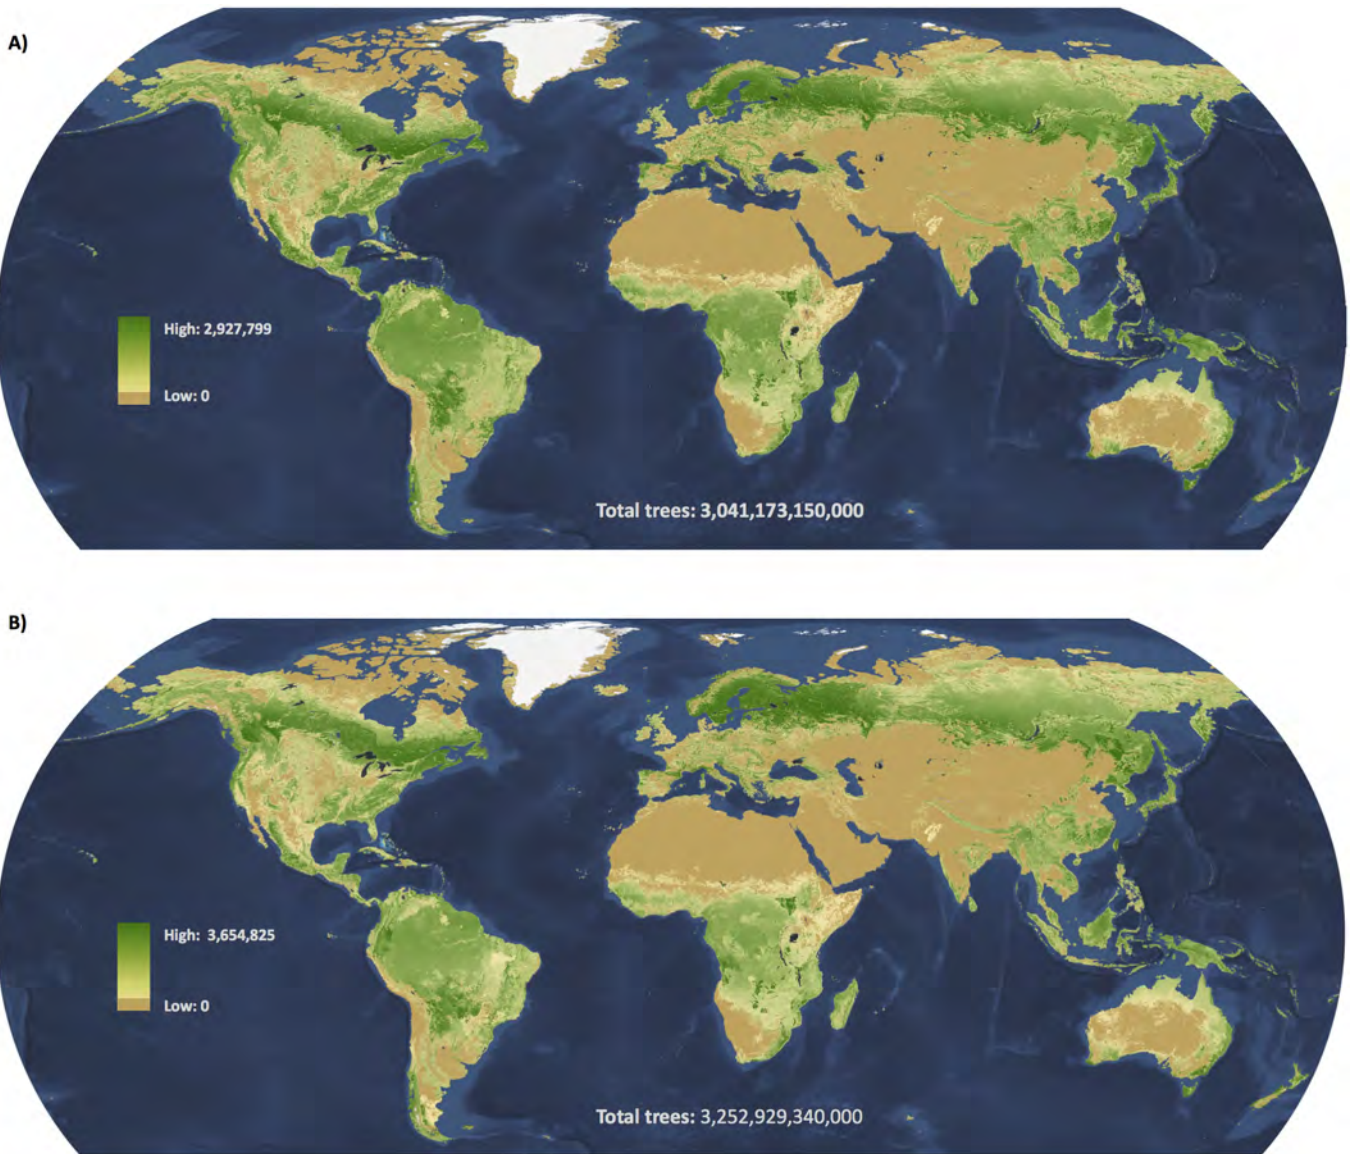 A)
High: 2,927,799
Low: 0
Total trees: 3,041,173,150,000
B)
High: 3,654,825
Low: 0
Total trees: 3,252,929,340,000